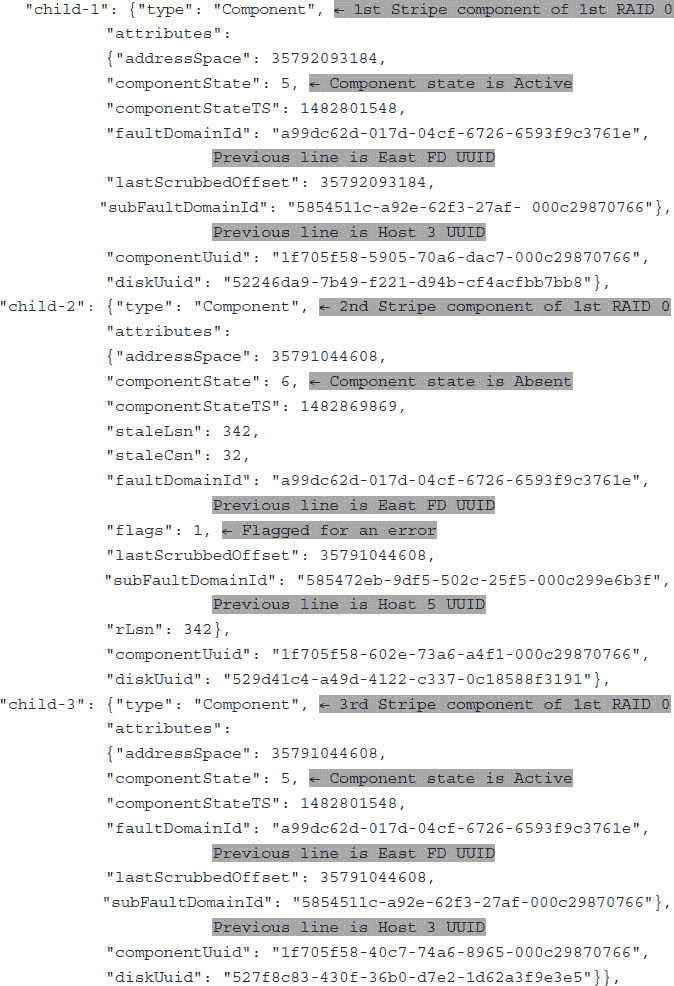 "child-1": {"type": "Component", ← 1st Stripe component of 1st RAID 0
"attributes":
{"addressSpace": 35792093184,
"componentState": 5, ← Component state is Active
"componentStateTS": 1482801548,
"faultDomainId": "a99dc62d-017d-04cf-6726-6593f9c3761e",
Previous line is East FD UUID
"lastScrubbedOffset": 35792093184,
"subFaultDomainId": "5854511c-a92e-62f3-27af- 000c29870766"},
Previous line is Host 3 UUID
"componentUuid": "1f705f58-5905-70a6-dac7-000c29870766",
"diskUuid": "52246da9-7b49-f221-d94b-cf4acfbb7bb8"},
"child-2": {"type": "Component", ← 2nd Stripe component of 1st RAID 0
"attributes":
{"addressSpace": 35791044608,
"componentState": 6, ← Component state is Absent
"componentStateTS": 1482869869,
"staleLsn": 342,
"staleCsn": 32,
"faultDomainId": "a99dc62d-017d-04cf-6726-6593f9c3761e",
Previous line is East FD UUID
"flags": 1, ← Flagged for an error
"lastScrubbedOffset": 35791044608,
"subFaultDomainId": "585472eb-9df5-502c-25f5-000c299e6b3f",
Previous line is Host 5 UUID
"rLsn": 342},
"componentUuid": "1f705f58-602e-73a6-a4f1-000c29870766",
"diskUuid": "529d41c4-a49d-4122-c337-0c18588f3191"},
"child-3": {"type": "Component", ← 3rd Stripe component of 1st RAID 0
"attributes":
{"addressSpace": 35791044608,
"componentState": 5, ← Component state is Active
"componentStateTS": 1482801548,
"faultDomainId": "a99dc62d-017d-04cf-6726-6593f9c3761e",
Previous line is East FD UUID
"lastScrubbedOffset": 35791044608,
"subFaultDomainId": "5854511c-a92e-62f3-27af-000c29870766"},
Previous line is Host 3 UUID
"componentUuid": "1f705f58-40c7-74a6-8965-000c29870766",
"diskUuid": "527f8c83-430f-36b0-d7e2-1d62a3f9e3e5"}},